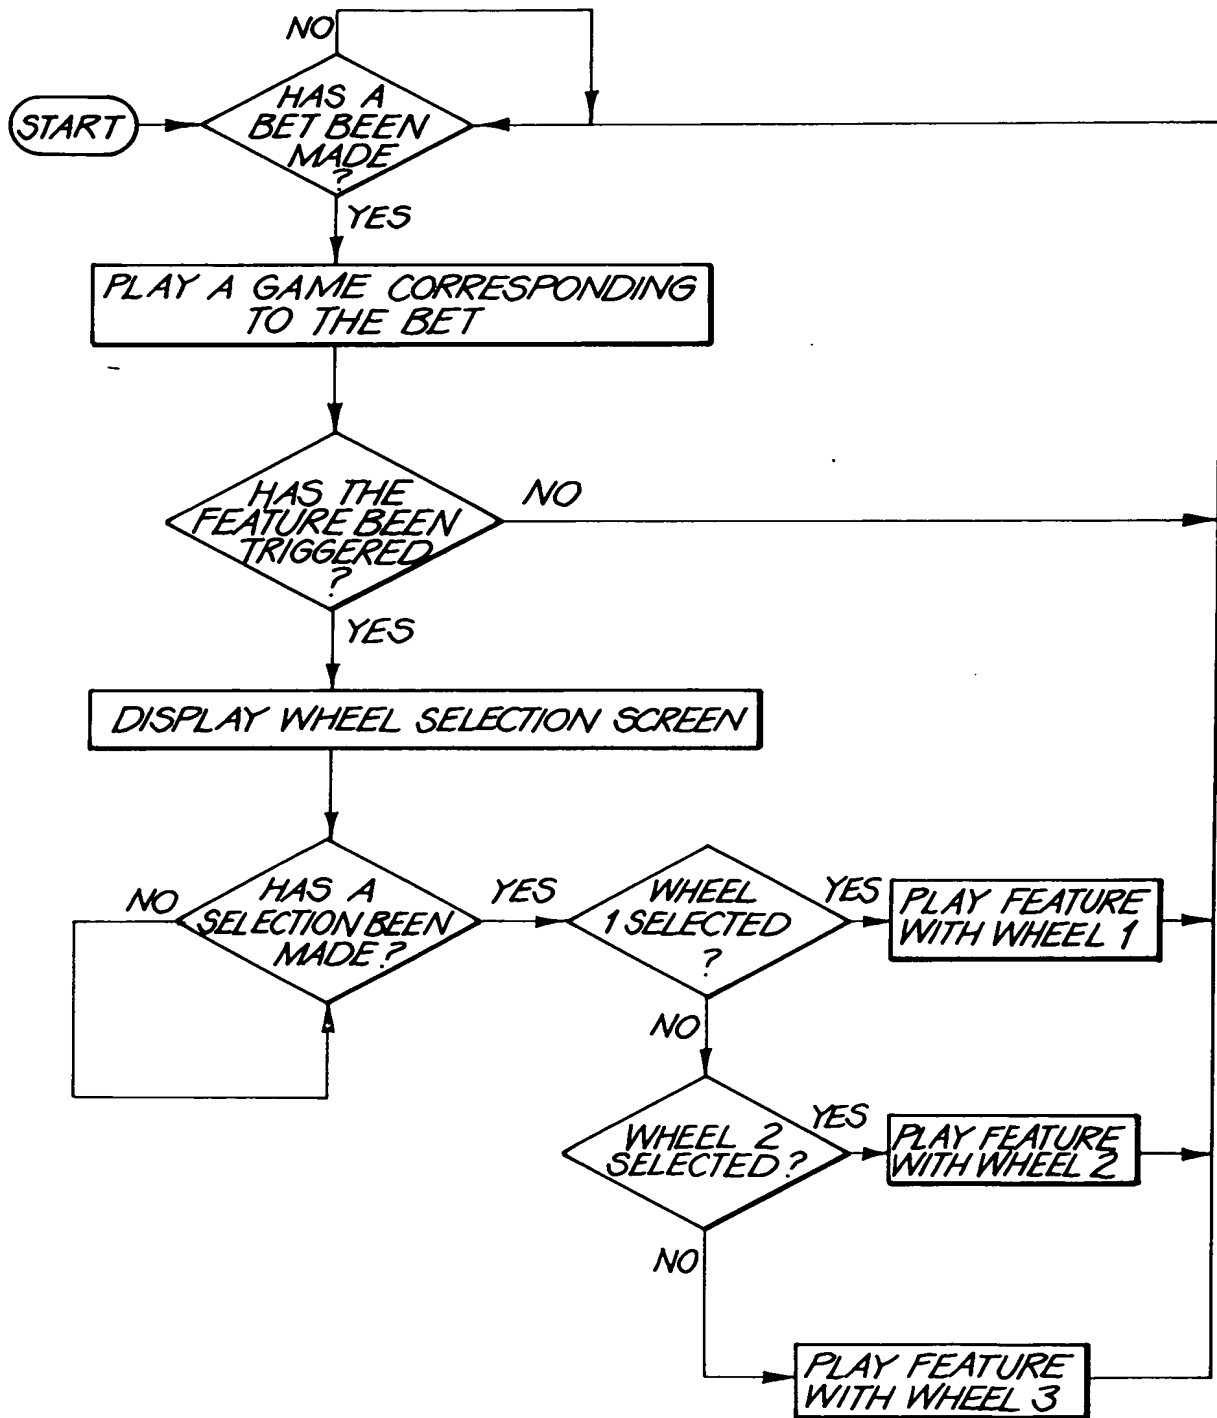 NO
START
HAS A
BET BEEN
MADE
?
YES
PLAY A GAME CORRESPONDING
TO THE BET
HAS THE
FEATURE BEEN
TRIGGERED
?
NO
YES
DISPLAY WHEEL SELECTION SCREEN
NO
HAS A
SELECTION BEEN
MADE?
YES
WHEEL
1 SELECTED
?
YES
PLAY FEATURE
WITH WHEEL 1
NO
WHEEL 2
SELECTED?
YES
PLAY FEATURE
WITH WHEEL 2
NO
PLAY FEATURE
WITH WHEEL 3